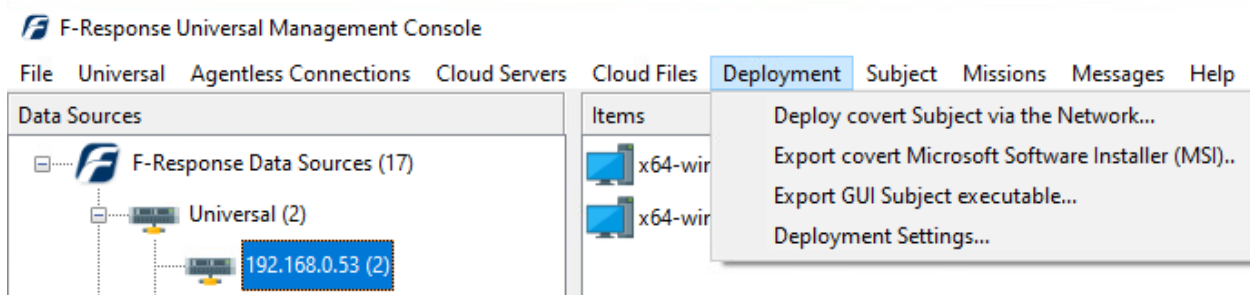 F-Response Universal Management Console
File Universal Agentless Connections Cloud Servers Cloud Files Deployment Subject Missions Messages Help
Data Sources
Items
F-Response Data Sources (17)
Universal (2)
192.168.0.53 (2)
x64-wir
x64-wir
Deploy covert Subject via the Network...
Export covert Microsoft Software Installer (MSI)..
Export GUI Subject executable...
Deployment Settings...